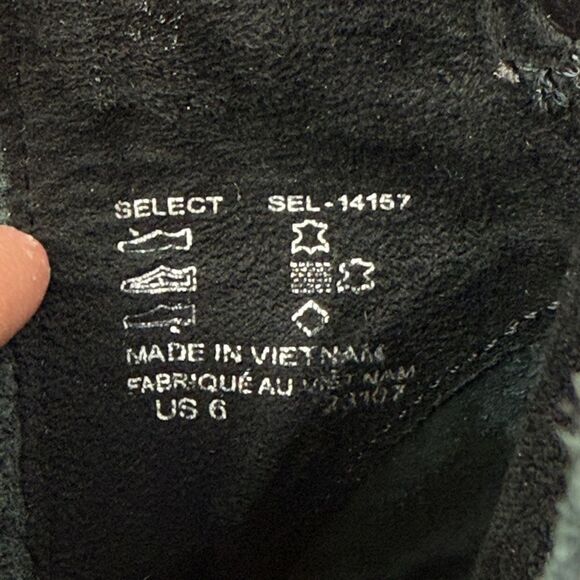 SELECT SEL-14157
MADE IN VIETNAM
FABRIQUÉ AU VIET NAM
US 6